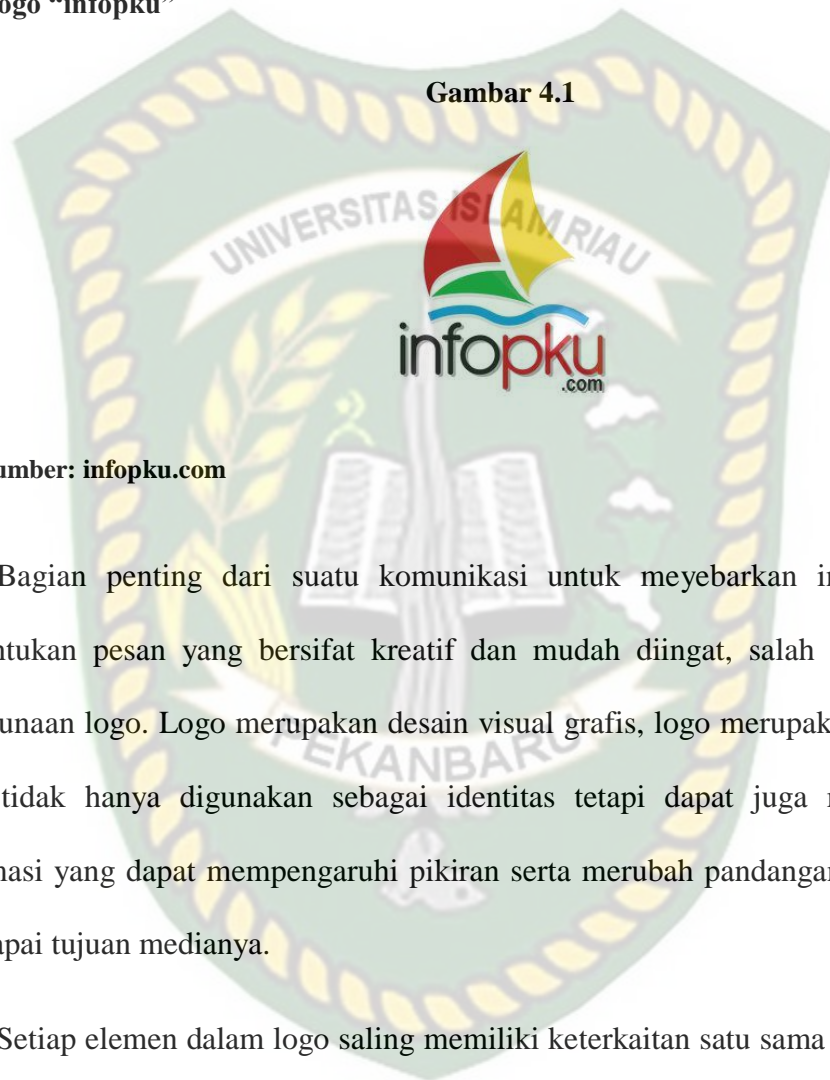 ogo “infopku”
Gambar 4.1
UNIVERSITAS ISLAM RIAU
infopku
.com
umber: infopku.com
Bagian penting dari suatu komunikasi untuk meyebarkan in
ntukan pesan yang bersifat kreatif dan mudah diingat, salah
unaan logo. Logo merupakan desain visual grafis, logo merupak
tidak hanya digunakan sebagai identitas tetapi dapat juga
PEKANBARU
nasi yang dapat mempengaruhi pikiran serta merubah pandangan
apai tujuan medianya.
Setiap elemen dalam logo saling memiliki keterkaitan satu sama